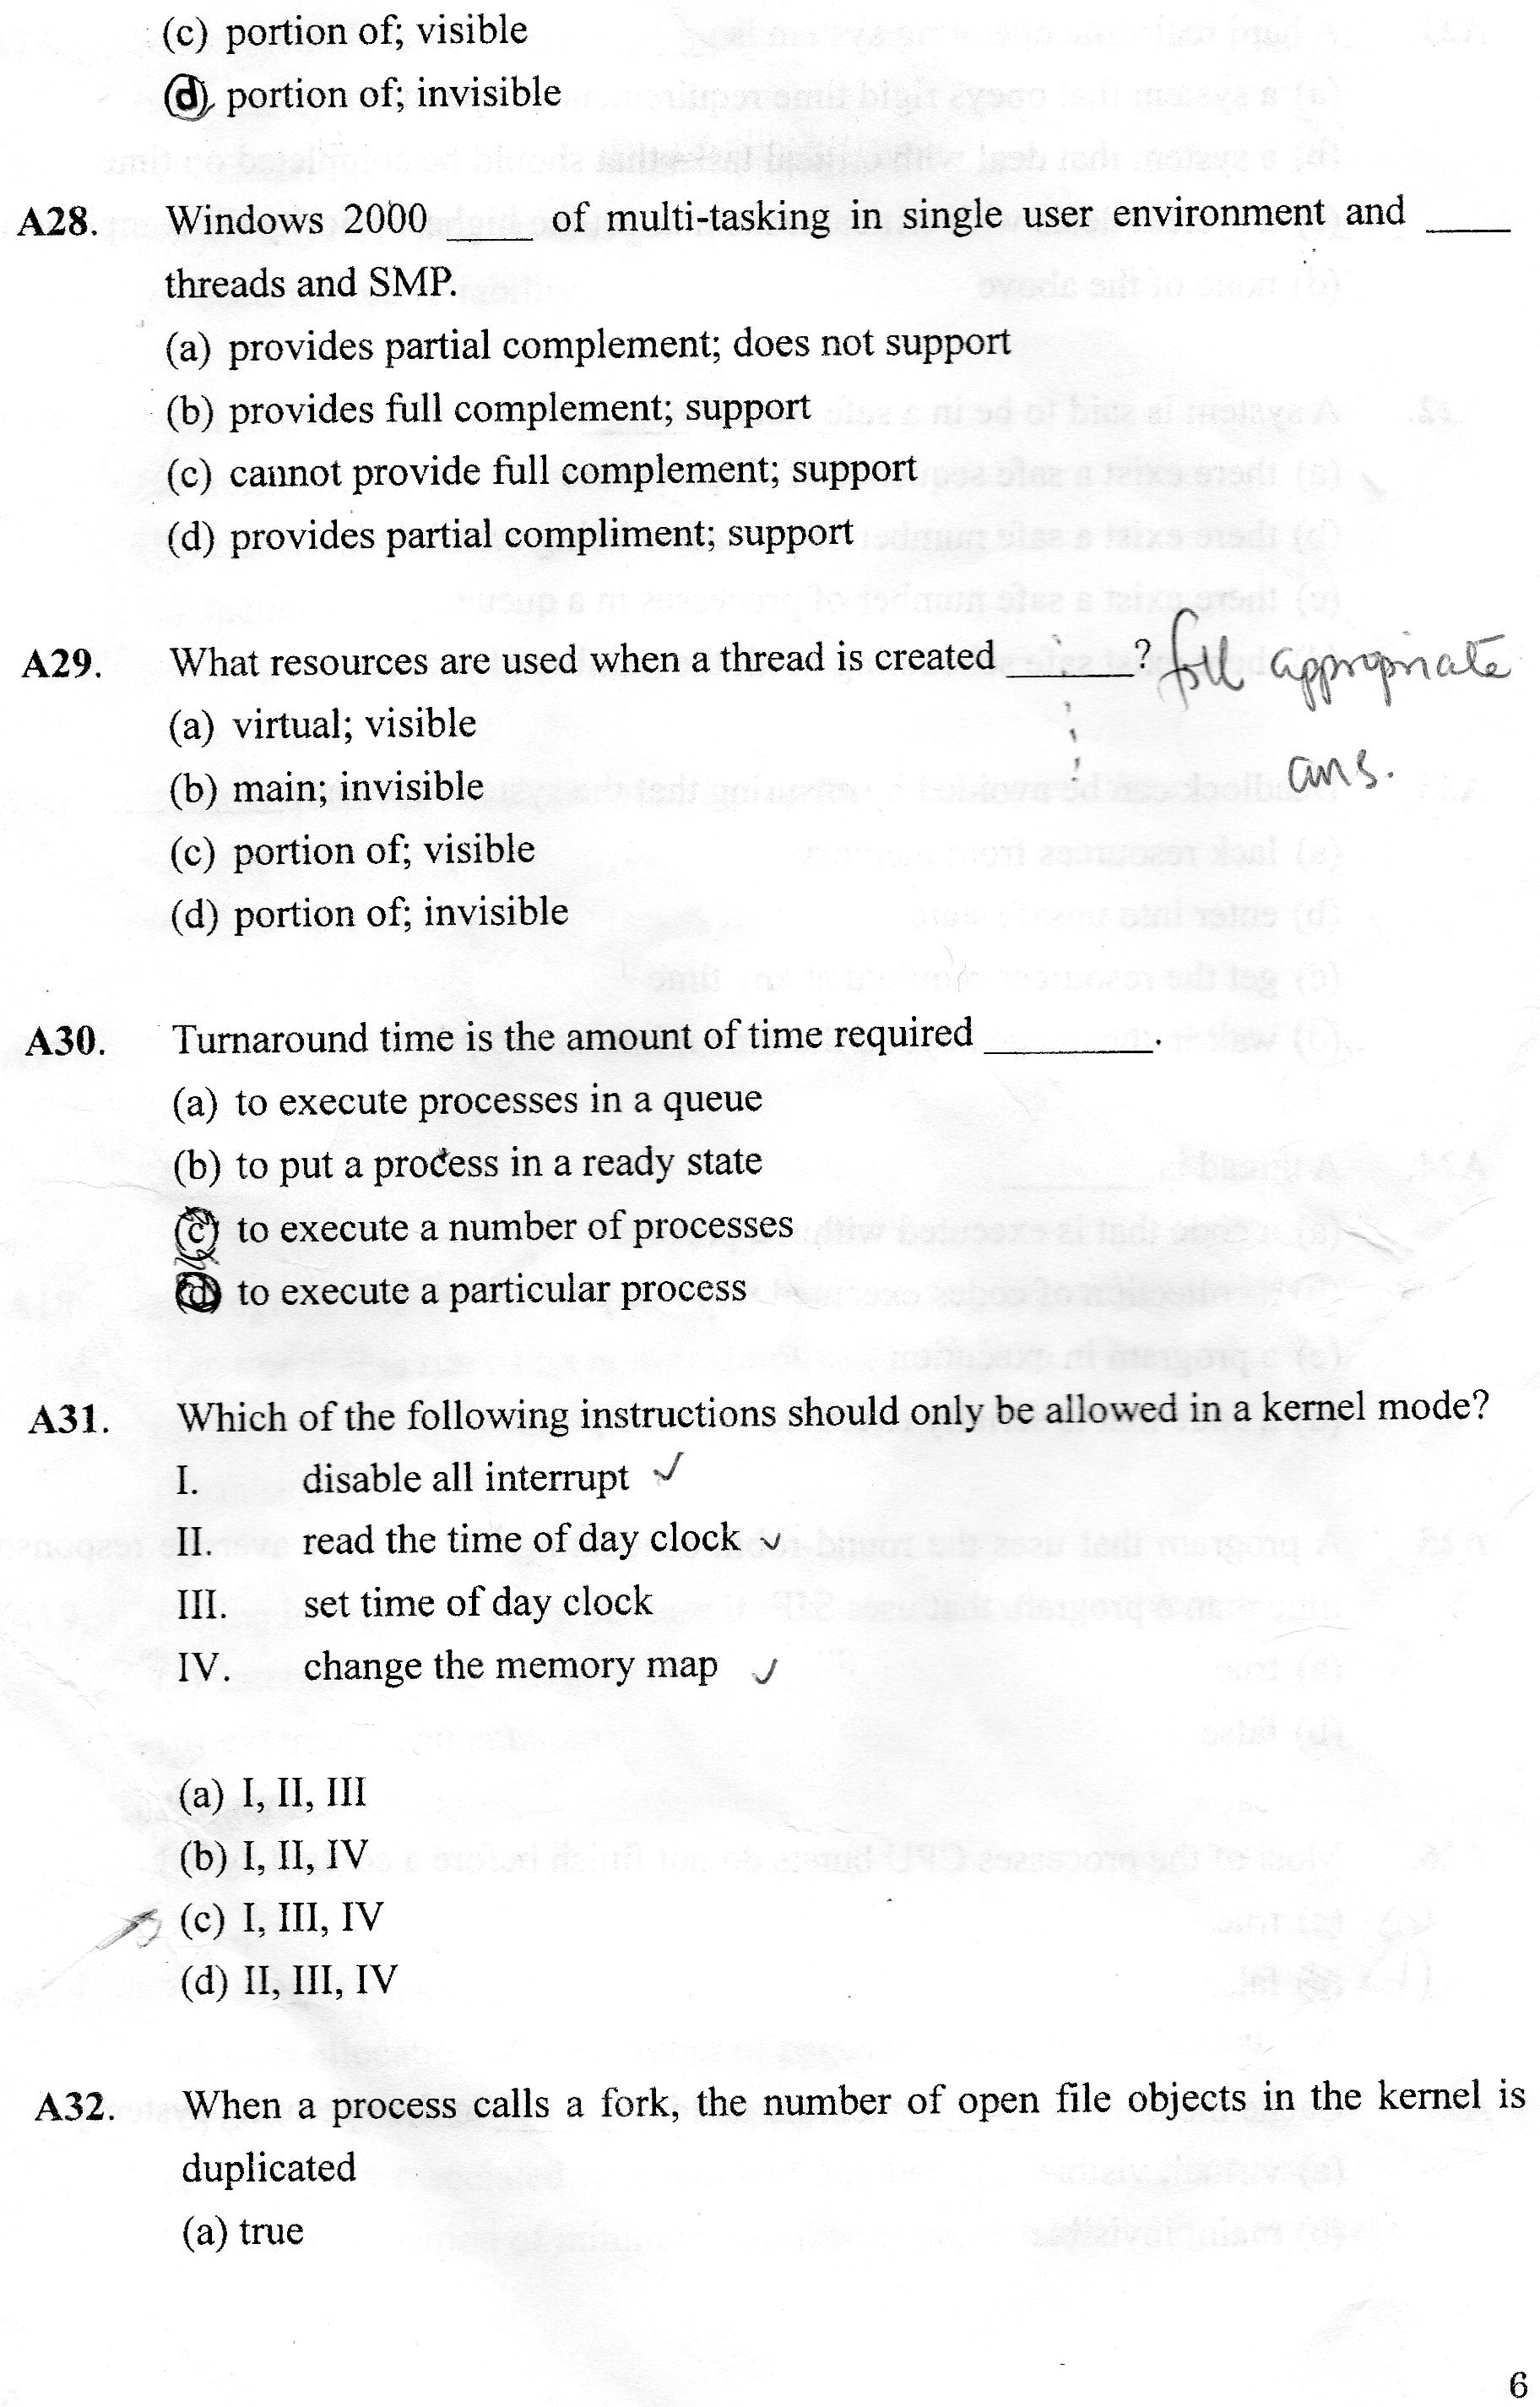 (c) portion of; visible
(d) portion of; invisible
A28. Windows 2000 ____ of multi-tasking in single user environment and ____
threads and SMP.
(a) provides partial complement; does not support
(b) provides full complement; support
(c) cannot provide full complement; support
(d) provides partial compliment; support
A29. What resources are used when a thread is created ______? fill appropriate
ans.
(a) virtual; visible
(b) main; invisible
(c) portion of; visible
(d) portion of; invisible
A30. Turnaround time is the amount of time required ________.
(a) to execute processes in a queue
(b) to put a process in a ready state
(c) to execute a number of processes
(d) to execute a particular process
A31. Which of the following instructions should only be allowed in a kernel mode?
I. disable all interrupt ✓
II. read the time of day clock ✓
III. set time of day clock
IV. change the memory map ✓
(a) I, II, III
(b) I, II, IV
(c) I, III, IV
(d) II, III, IV
A32. When a process calls a fork, the number of open file objects in the kernel is
duplicated
(a) true
6